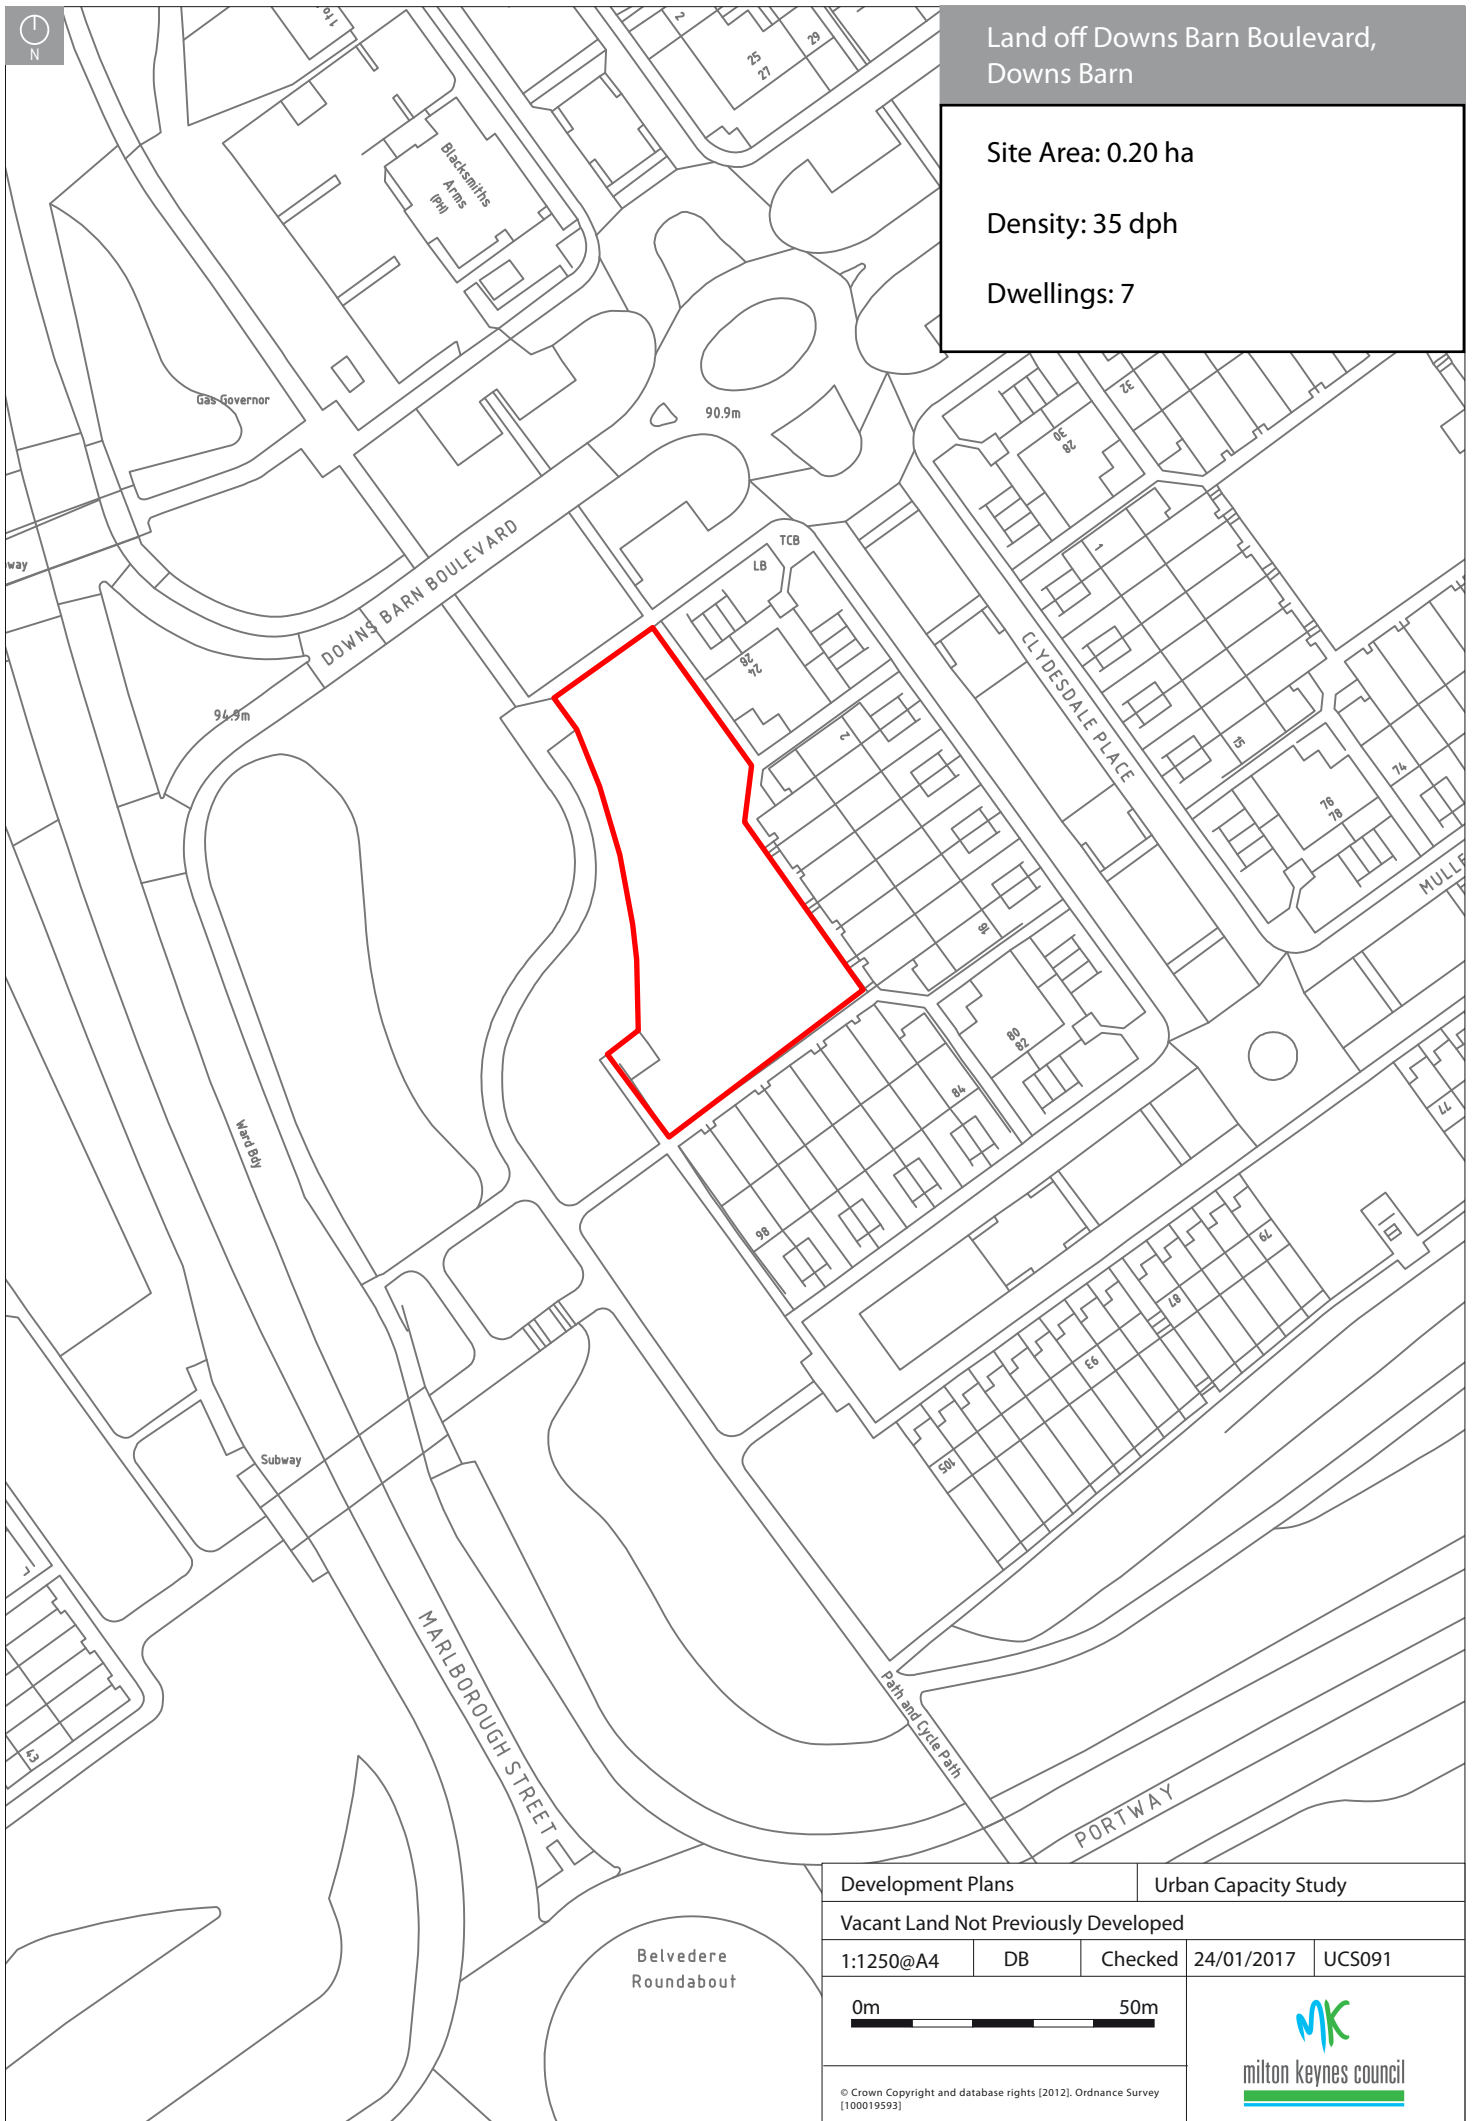 N
Land off Downs Barn Boulevard,
Downs Barn
Site Area: 0.20 ha
Density: 35 dph
Dwellings: 7
2
25
27
29
Blacksmiths
Arms
(PH)
Gas Governor
90.9m
32
30
28
DOWNS BARN BOULEVARD
TCB
LB
1
way
26
24
CLYDESDALE PLACE
94.9m
2
15
74
76
78
MULLE
16
80
82
84
77
Ward Bdy
98
79
87
93
105
Subway
MARLBOROUGH STREET
Path and Cycle Path
43
PORTWAY
Belvedere
Roundabout
Development Plans
Urban Capacity Study
Vacant Land Not Previously Developed
1:1250@A4
DB
Checked
24/01/2017
UCS091
0m
50m
MK
milton keynes council
© Crown Copyright and database rights [2012]. Ordnance Survey
[100019593]